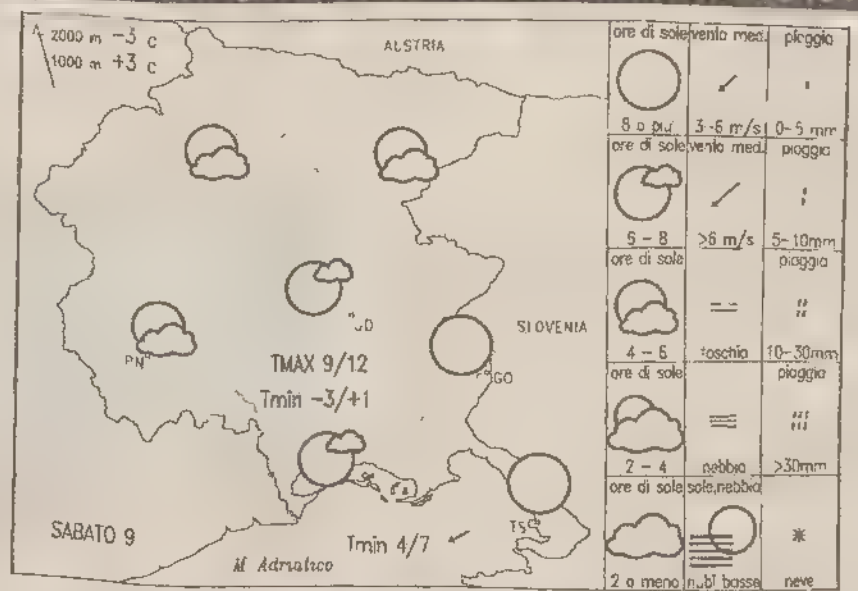 2000 m -3 c
1000 m +3 c
AUSTRIA
SLOVENIA
UD
PN
GO
TMAX 9/12
Tmin -3/+1
TS
Tmin 4/7
SABATO 9
M Adriatico
ore di sole vento med. pioggia
8 o piu' 3-6 m/s 0-5 mm
ore di sole vento med. pioggia
6 - 8 >6 m/s 5-10mm
ore di sole pioggia
4 - 6 foschia 10-30mm
ore di sole pioggia
2 - 4 nebbia >30mm
ore di sole sole,nebbia
2 o meno nubi basse neve